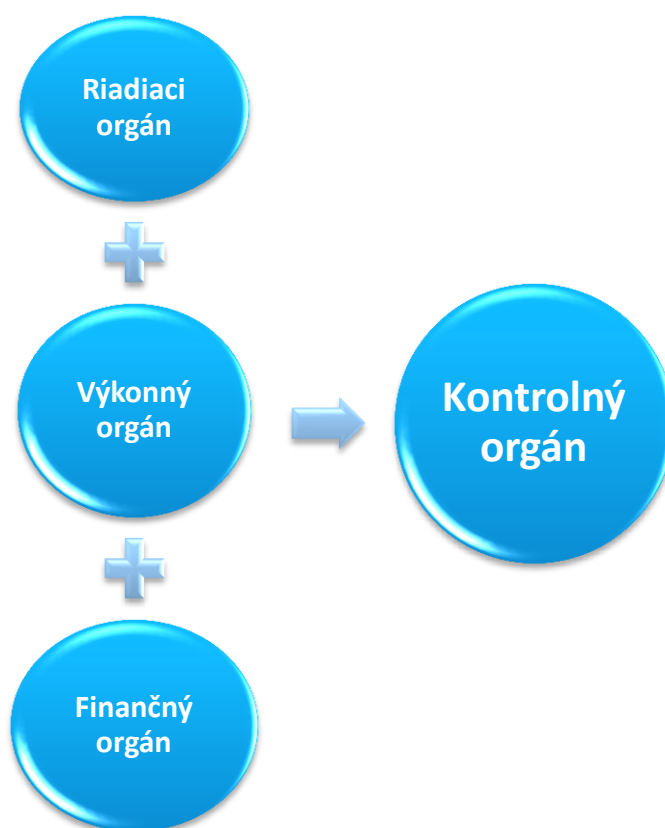 Riadiaci
orgán
Výkonný
orgán
Kontrolný
orgán
Finančný
orgán